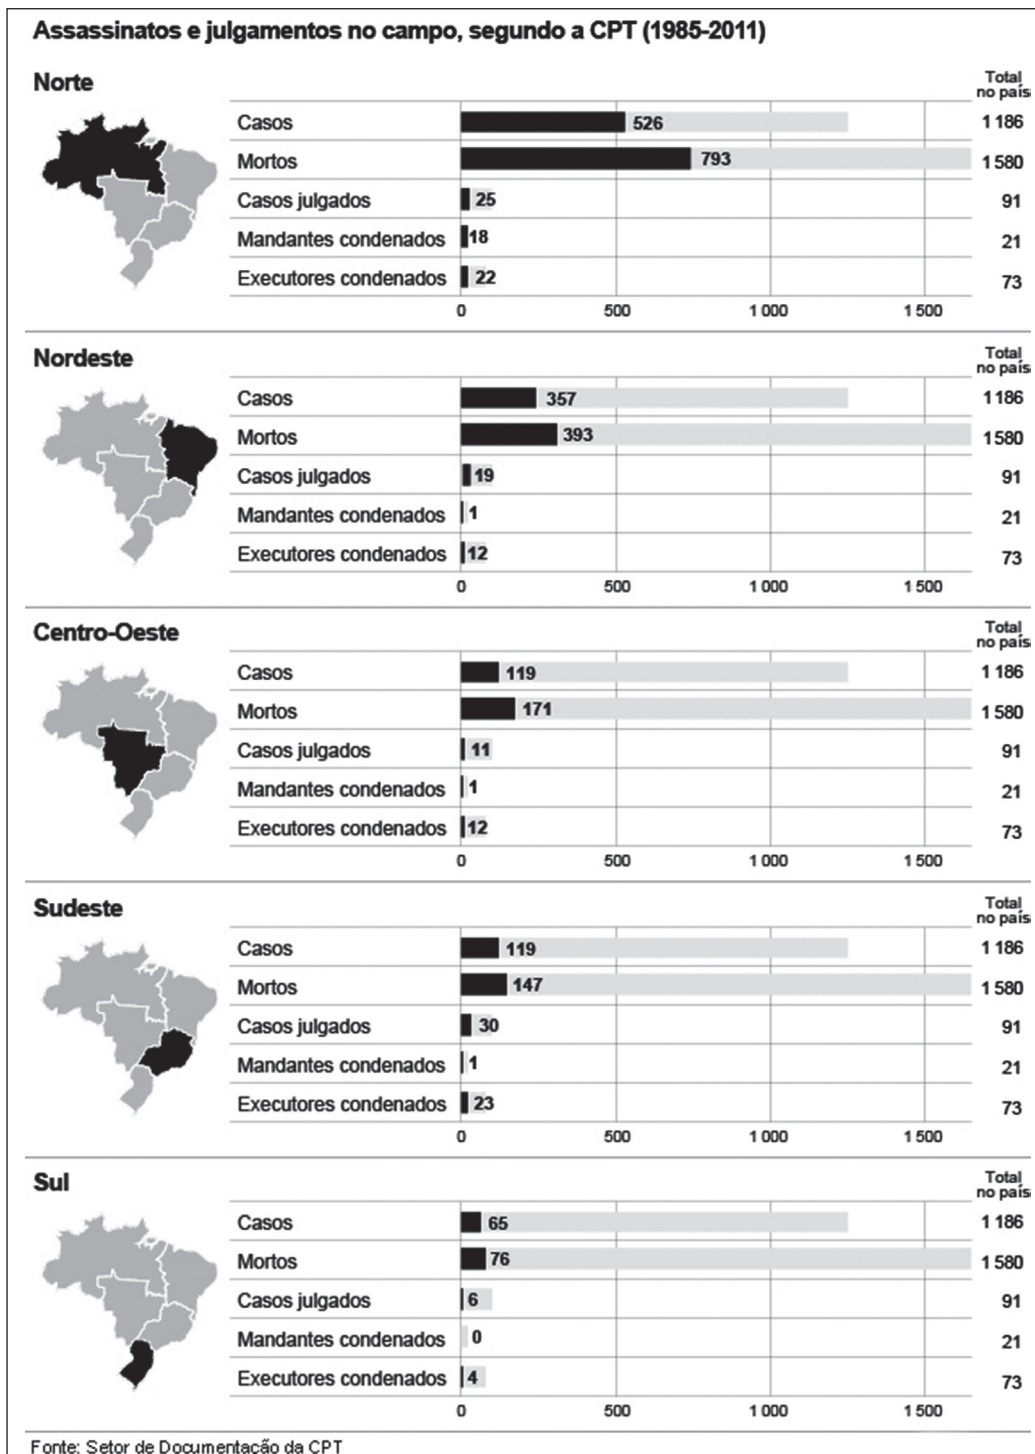 Assassinatos e julgamentos no campo, segundo a CPT (1985-2011)
Norte
Total
no país
Casos 526 1 186
Mortos 793 1 580
Casos julgados 25 91
Mandantes condenados 18 21
Executores condenados 22 73
0 500 1 000 1 500
Nordeste
Total
no país
Casos 357 1 186
Mortos 393 1 580
Casos julgados 19 91
Mandantes condenados 1 21
Executores condenados 12 73
0 500 1 000 1 500
Centro-Oeste
Total
no país
Casos 119 1 186
Mortos 171 1 580
Casos julgados 11 91
Mandantes condenados 1 21
Executores condenados 12 73
0 500 1 000 1 500
Sudeste
Total
no país
Casos 119 1 186
Mortos 147 1 580
Casos julgados 30 91
Mandantes condenados 1 21
Executores condenados 23 73
0 500 1 000 1 500
Sul
Total
no país
Casos 65 1 186
Mortos 76 1 580
Casos julgados 6 91
Mandantes condenados 0 21
Executores condenados 4 73
0 500 1 000 1 500
Fonte: Setor de Documentação da CPT